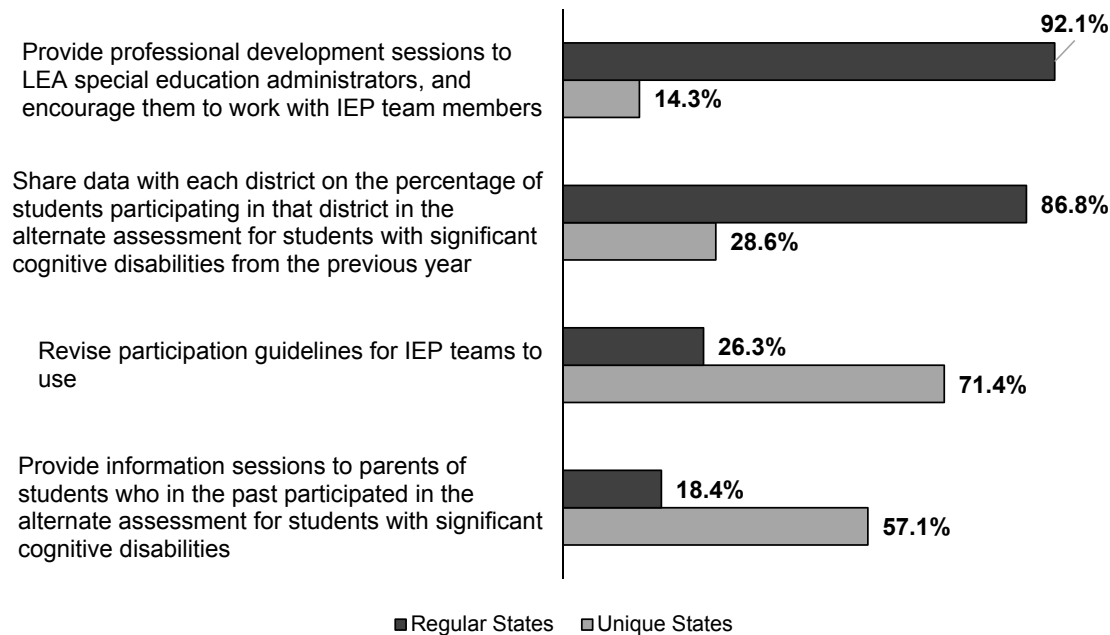 92.1%
Provide professional development sessions to
LEA special education administrators, and
encourage them to work with IEP team members
14.3%
Share data with each district on the percentage of
students participating in that district in the
alternate assessment for students with significant
cognitive disabilities from the previous year
86.8%
28.6%
Revise participation guidelines for IEP teams to
use
26.3%
71.4%
Provide information sessions to parents of
students who in the past participated in the
alternate assessment for students with significant
cognitive disabilities
18.4%
57.1%
Regular States
Unique States